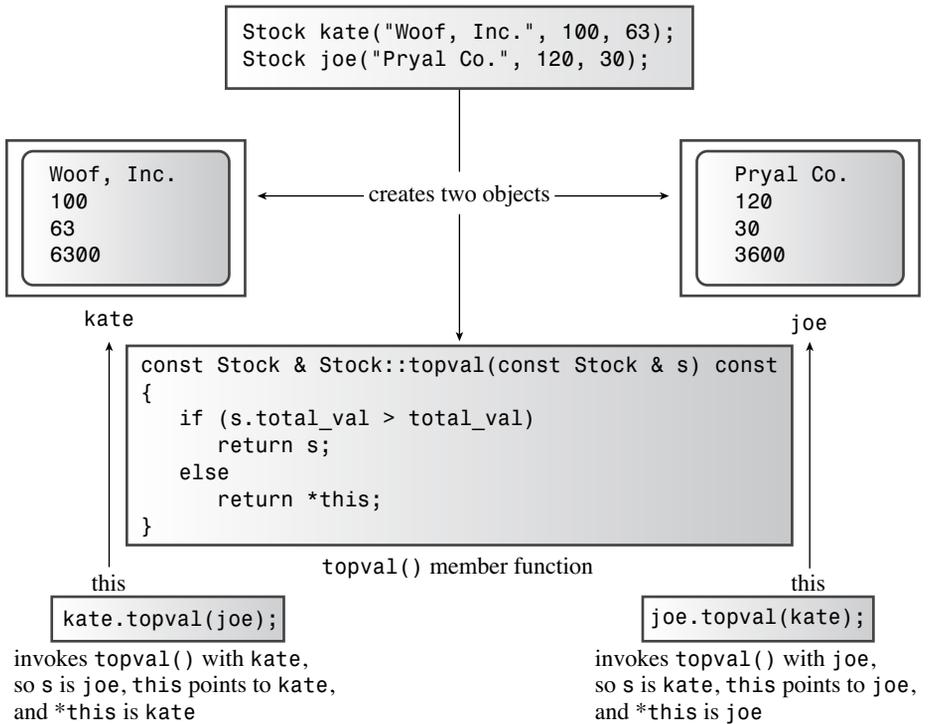 Stock kate("Woof, Inc.", 100, 63);
Stock joe("Pryal Co.", 120, 30);
Woof, Inc.
100
63
6300
creates two objects
Pryal Co.
120
30
3600
kate
joe
const Stock & Stock::topval(const Stock & s) const
{
if (s.total_val > total_val)
return s;
else
return *this;
}
topval() member function
this
kate.topval(joe);
invokes topval() with kate,
so s is joe, this points to kate,
and *this is kate
this
joe.topval(kate);
invokes topval() with joe,
so s is kate, this points to joe,
and *this is joe